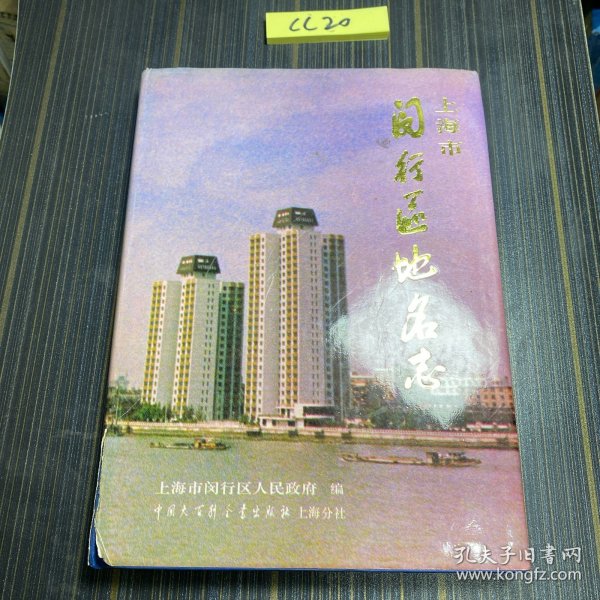 CC20
上海市
闵行区地名志
上海市闵行区人民政府 编
中国大百科全书出版社 上海分社
孔夫子旧书网
www.kongfz.com